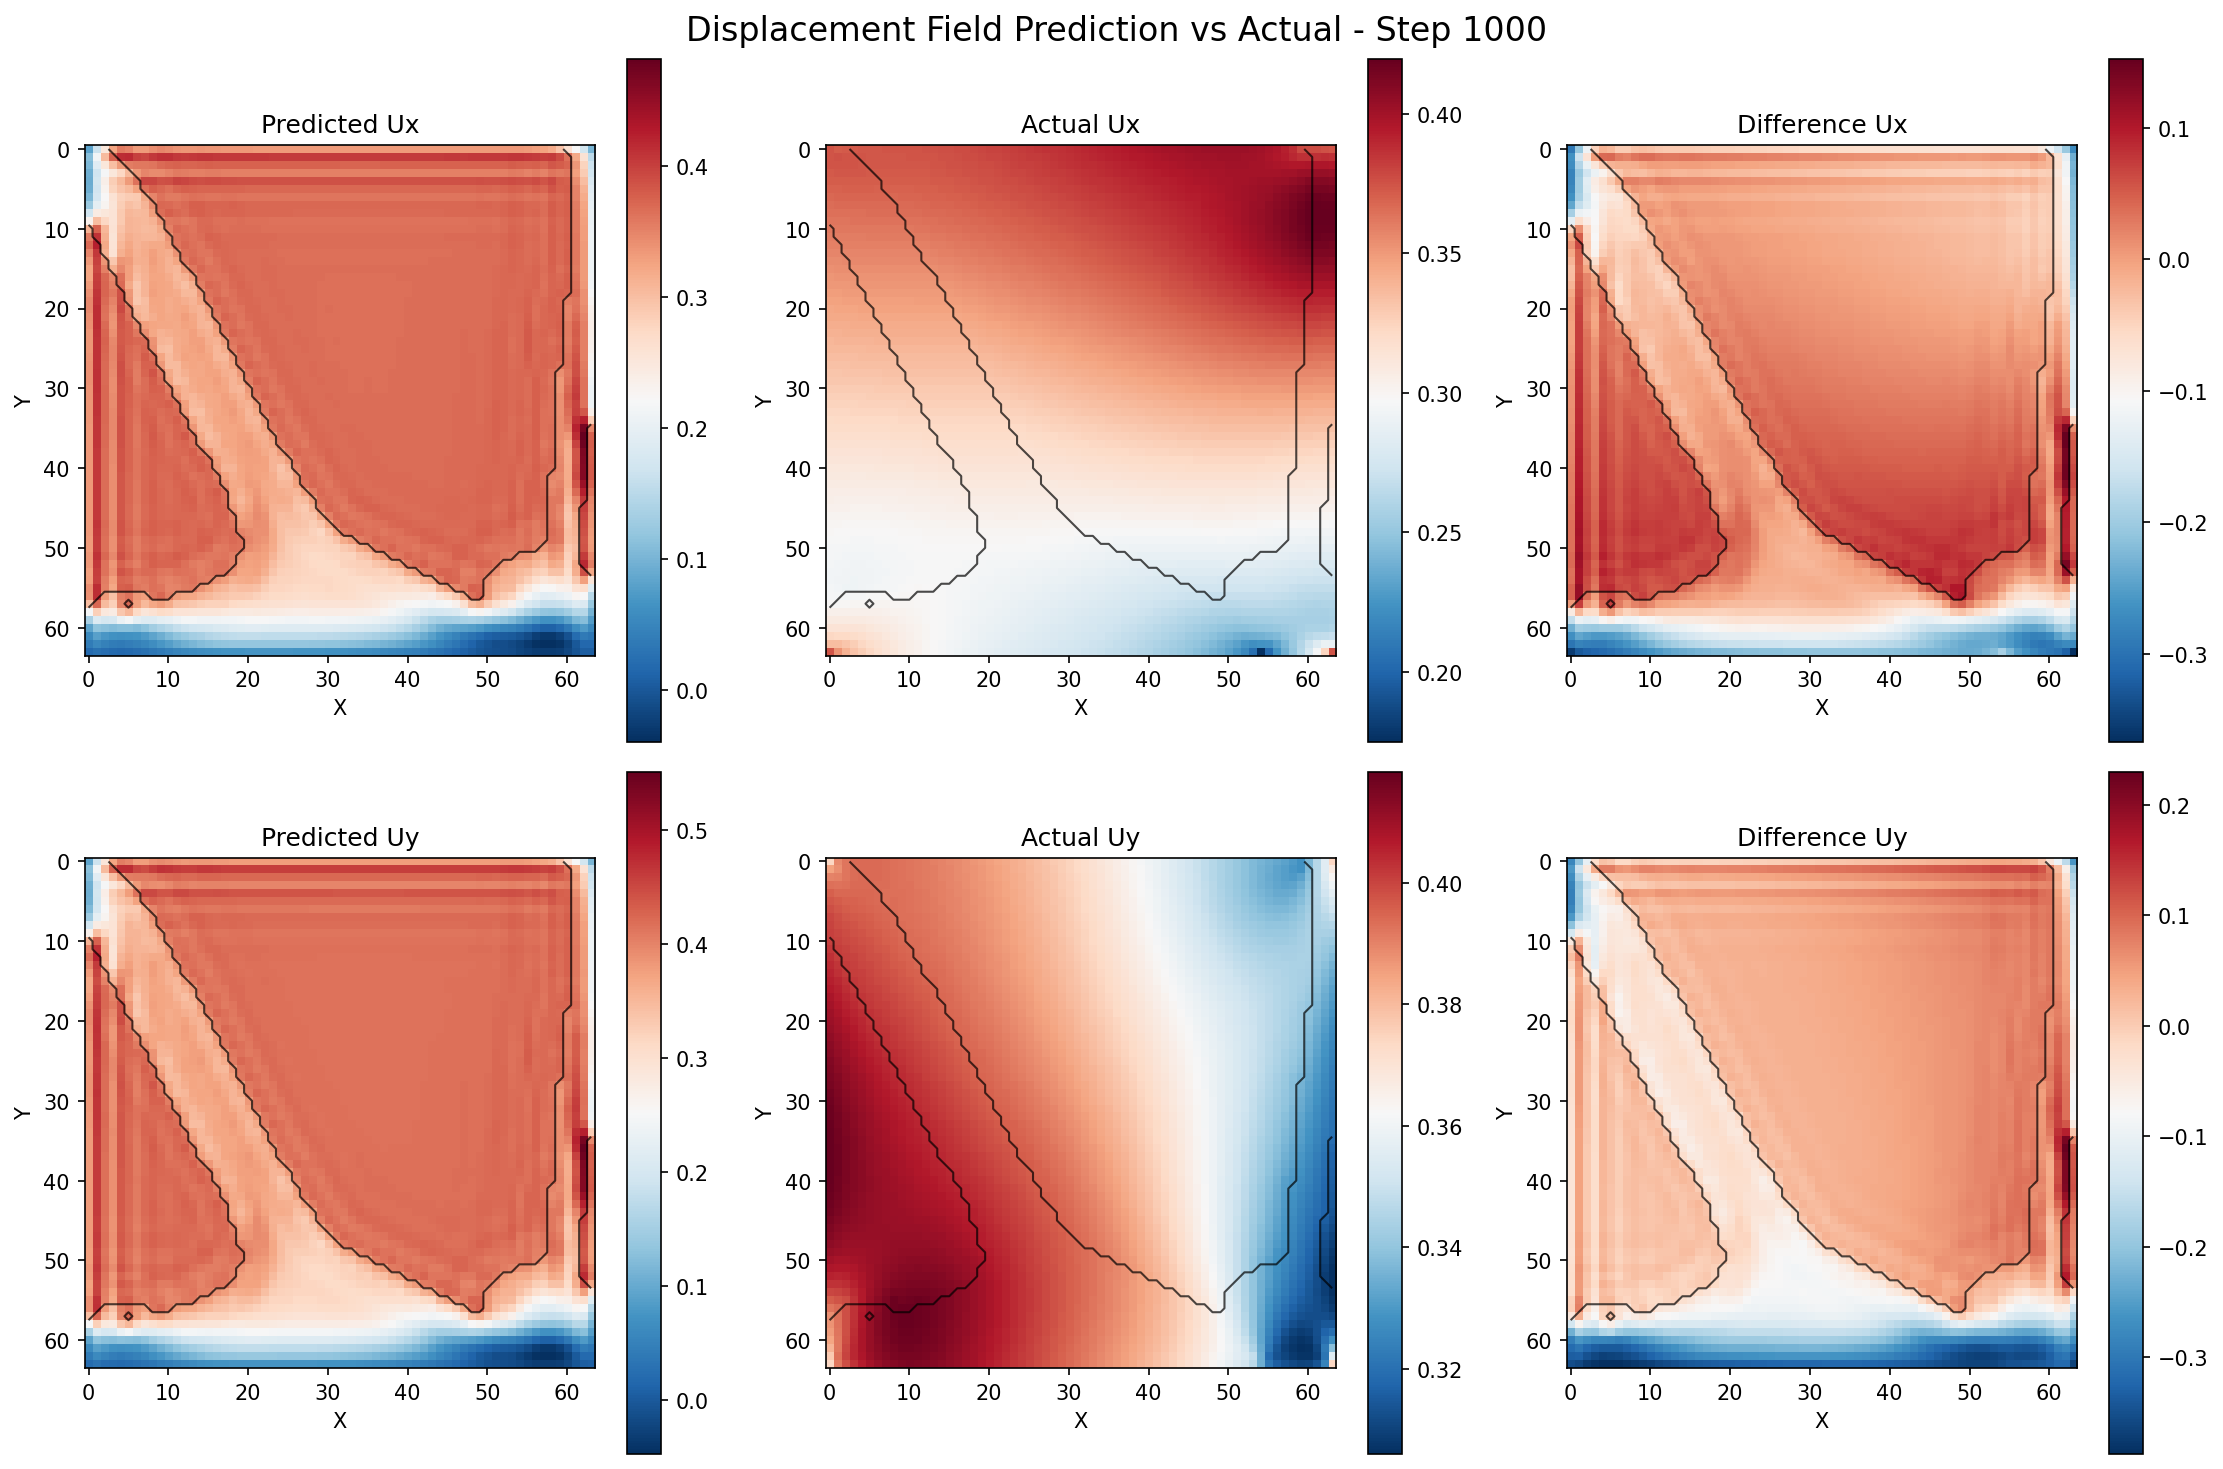 Displacement Field Prediction vs Actual - Step 1000
Predicted Ux
Actual Ux
Difference Ux
0
10
20
30
40
50
60
Y
0 10 20 30 40 50 60
X
0.4
0.3
0.2
0.1
0.0
0
10
20
30
40
50
60
Y
0 10 20 30 40 50 60
X
0.40
0.35
0.30
0.25
0.20
0
10
20
30
40
50
60
Y
0 10 20 30 40 50 60
X
0.1
0.0
−0.1
−0.2
−0.3
Predicted Uy
Actual Uy
Difference Uy
0
10
20
30
40
50
60
Y
0 10 20 30 40 50 60
X
0.5
0.4
0.3
0.2
0.1
0.0
0
10
20
30
40
50
60
Y
0 10 20 30 40 50 60
X
0.40
0.38
0.36
0.34
0.32
0
10
20
30
40
50
60
Y
0 10 20 30 40 50 60
X
0.2
0.1
0.0
−0.1
−0.2
−0.3